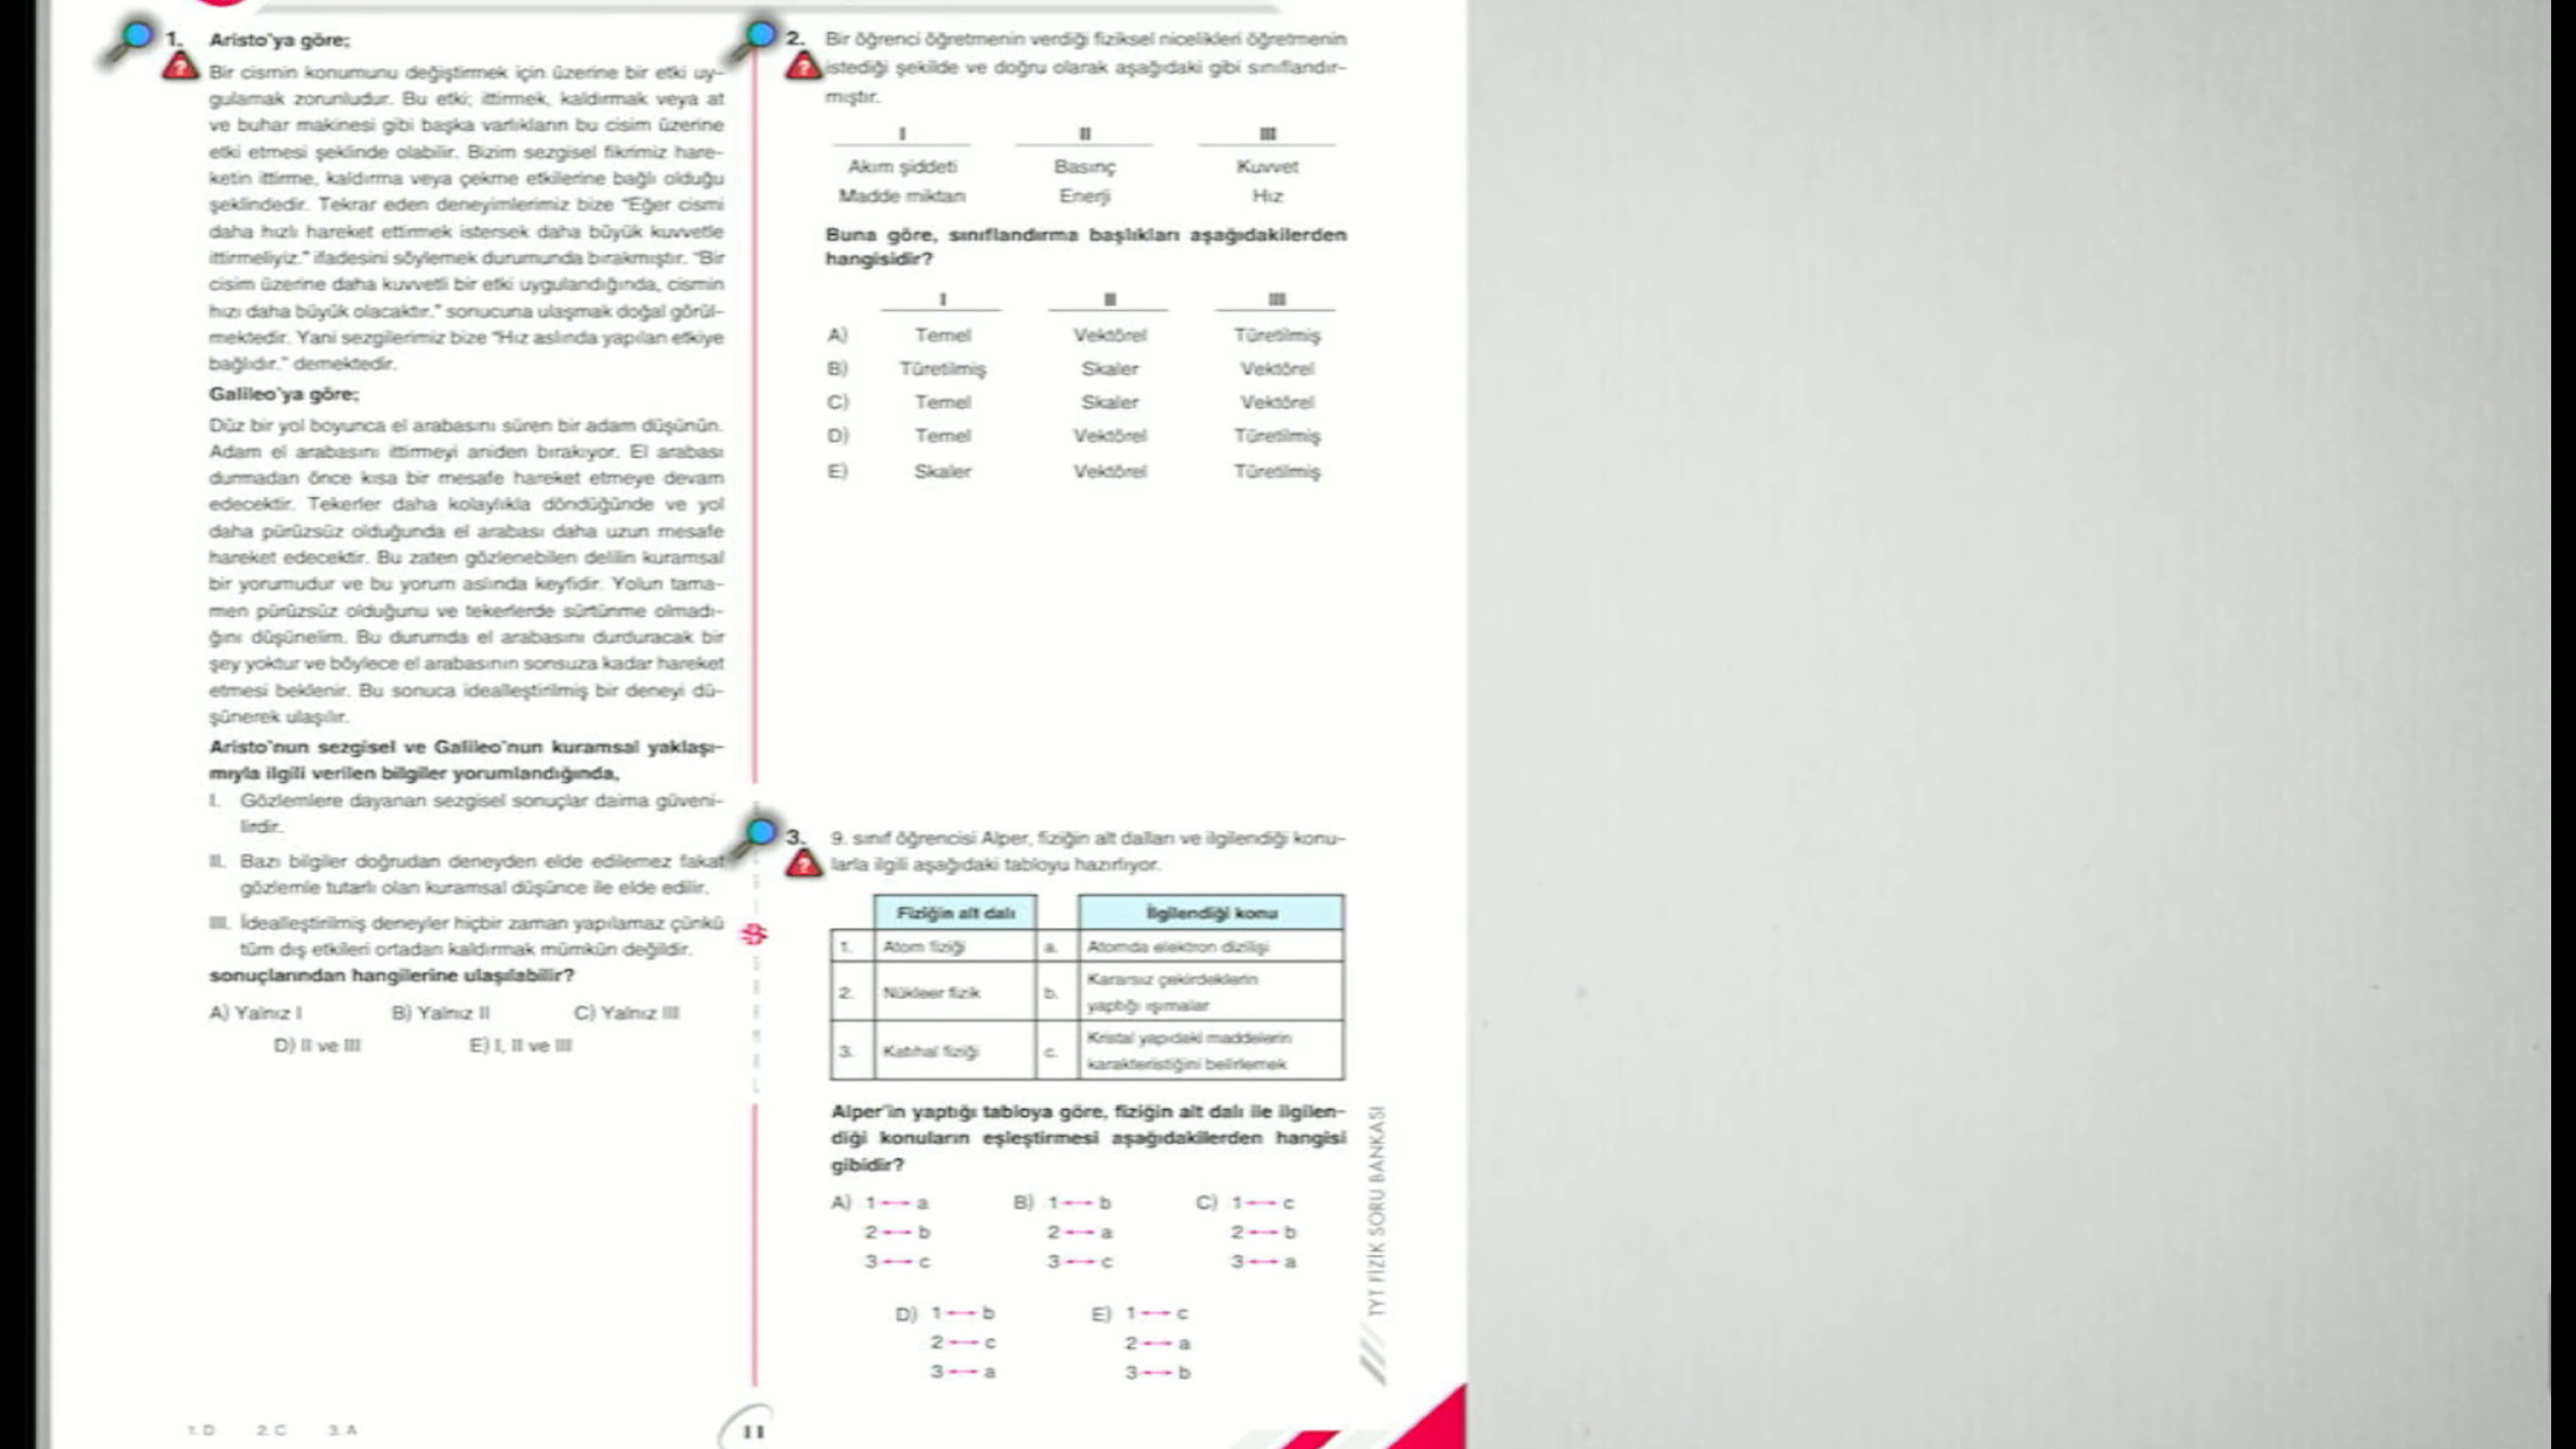 1. Aristo'ya göre;
Bir cismin konumunu değiştirmek için üzerine bir etki uy-
gulamak zorunludur. Bu etki; ittirmek, kaldırmak veya at
ve buhar makinesi gibi başka varlıkların bu cisim üzerine
etki etmesi şeklinde olabilir. Bizim sezgisel fikrimiz hare-
ketin ittirme, kaldırma veya çekme etkilerine bağlı olduğu
şeklindedir. Tekrar eden deneyimlerimiz bize "Eğer cismi
daha hızlı hareket ettirmek istersek daha büyük kuvvetle
ittirmeliyiz." ifadesini söylemek durumunda bırakmıştır. "Bir
cisim üzerine daha kuvvetli bir etki uygulandığında, cismin
hızı daha büyük olacaktır." sonucuna ulaşmak doğal görül-
mektedir. Yani sezgilerimiz bize "Hız aslında yapılan etkiye
bağlıdır." demektedir.
Galileo'ya göre;
Düz bir yol boyunca el arabasını süren bir adam düşünün.
Adam el arabasını ittirmeyi aniden bırakıyor. El arabası
durmadan önce kısa bir mesafe hareket etmeye devam
edecektir. Tekerler daha kolaylıkla döndüğünde ve yol
daha pürüzsüz olduğunda el arabası daha uzun mesafe
hareket edecektir. Bu zaten gözlenebilen delilin kuramsal
bir yorumudur ve bu yorum aslında keyfidir. Yolun tama-
men pürüzsüz olduğunu ve tekerlerde sürtünme olmadı-
ğını düşünelim. Bu durumda el arabasını durduracak bir
şey yoktur ve böylece el arabasının sonsuza kadar hareket
etmesi beklenir. Bu sonuca idealleştirilmiş bir deneyi dü-
şünerek ulaşılır.
Aristo'nun sezgisel ve Galileo'nun kuramsal yaklaşı-
mıyla ilgili verilen bilgiler yorumlandığında,
I. Gözlemlere dayanan sezgisel sonuçlar daima güveni-
lirdir.
II. Bazı bilgiler doğrudan deneyden elde edilemez fakat
gözlemle tutarlı olan kuramsal düşünce ile elde edilir.
III. İdealleştirilmiş deneyler hiçbir zaman yapılamaz çünkü
tüm dış etkileri ortadan kaldırmak mümkün değildir.
sonuçlarından hangilerine ulaşılabilir?
A) Yalnız I B) Yalnız II C) Yalnız III
D) II ve III E) I, II ve III
2. Bir öğrenci öğretmenin verdiği fiziksel nicelikleri öğretmenin
istediği şekilde ve doğru olarak aşağıdaki gibi sınıflandır-
mıştır.
I II III
Akım şiddeti Basınç Kuvvet
Madde miktarı Enerji Hız
Buna göre, sınıflandırma başlıkları aşağıdakilerden
hangisidir?
I II III
A) Temel Vektörel Türetilmiş
B) Türetilmiş Skaler Vektörel
C) Temel Skaler Vektörel
D) Temel Vektörel Türetilmiş
E) Skaler Vektörel Türetilmiş
3. 9. sınıf öğrencisi Alper, fiziğin alt dalları ve ilgilendiği konu-
larla ilgili aşağıdaki tabloyu hazırlıyor.
Fiziğin alt dalı İlgilendiği konu
1. Atom fiziği a. Atomda elektron dizilişi
2. Nükleer fizik b. Kararsız çekirdeklerin
yaptığı ışımalar
3. Katıhal fiziği c. Kristal yapıdaki maddelerin
karakteristiğini belirlemek
Alper'in yaptığı tabloya göre, fiziğin alt dalı ile ilgilen-
diği konuların eşleştirmesi aşağıdakilerden hangisi
gibidir?
A) 1 — a B) 1 — b C) 1 — c
2 — b 2 — a 2 — b
3 — c 3 — c 3 — a
D) 1 — b E) 1 — c
2 — c 2 — a
3 — a 3 — b
TYT FİZİK SORU BANKASI
1. D 2. C 3. A
11